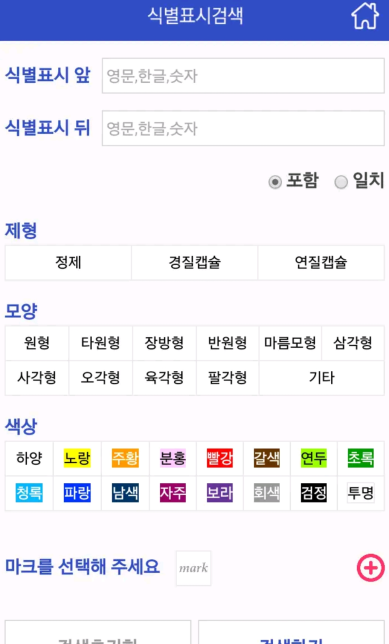 식별표시검색
식별표시 앞 영문,한글,숫자
식별표시 뒤 영문,한글,숫자
포함 일치
제형
정제 경질캡슐 연질캡슐
모양
원형 타원형 장방형 반원형 마름모형 삼각형
사각형 오각형 육각형 팔각형 기타
색상
하양 노랑 주황 분홍 빨강 갈색 연두 초록
청록 파랑 남색 자주 보라 회색 검정 투명
마크를 선택해 주세요 mark